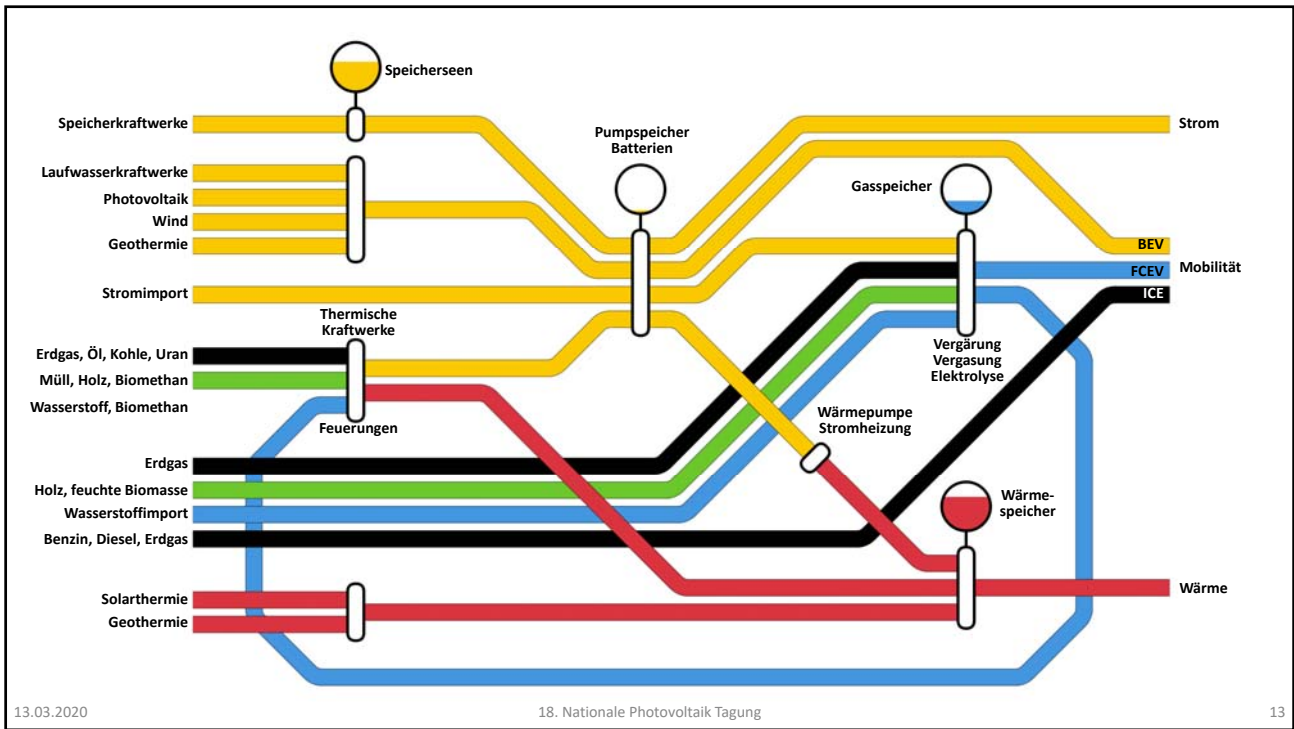 Speicherseen
Speicherkraftwerke
Strom
Pumpspeicher
Batterien
Laufwasserkraftwerke
Photovoltaik
Wind
Geothermie
Gasspeicher
BEV
FCEV
ICE
Mobilität
Stromimport
Thermische
Kraftwerke
Erdgas, Öl, Kohle, Uran
Müll, Holz, Biomethan
Wasserstoff, Biomethan
Feuerungen
Vergärung
Vergasung
Elektrolyse
Wärmepumpe
Stromheizung
Erdgas
Holz, feuchte Biomasse
Wasserstoffimport
Benzin, Diesel, Erdgas
Wärme-
speicher
Solarthermie
Geothermie
Wärme
13.03.2020
18. Nationale Photovoltaik Tagung
13